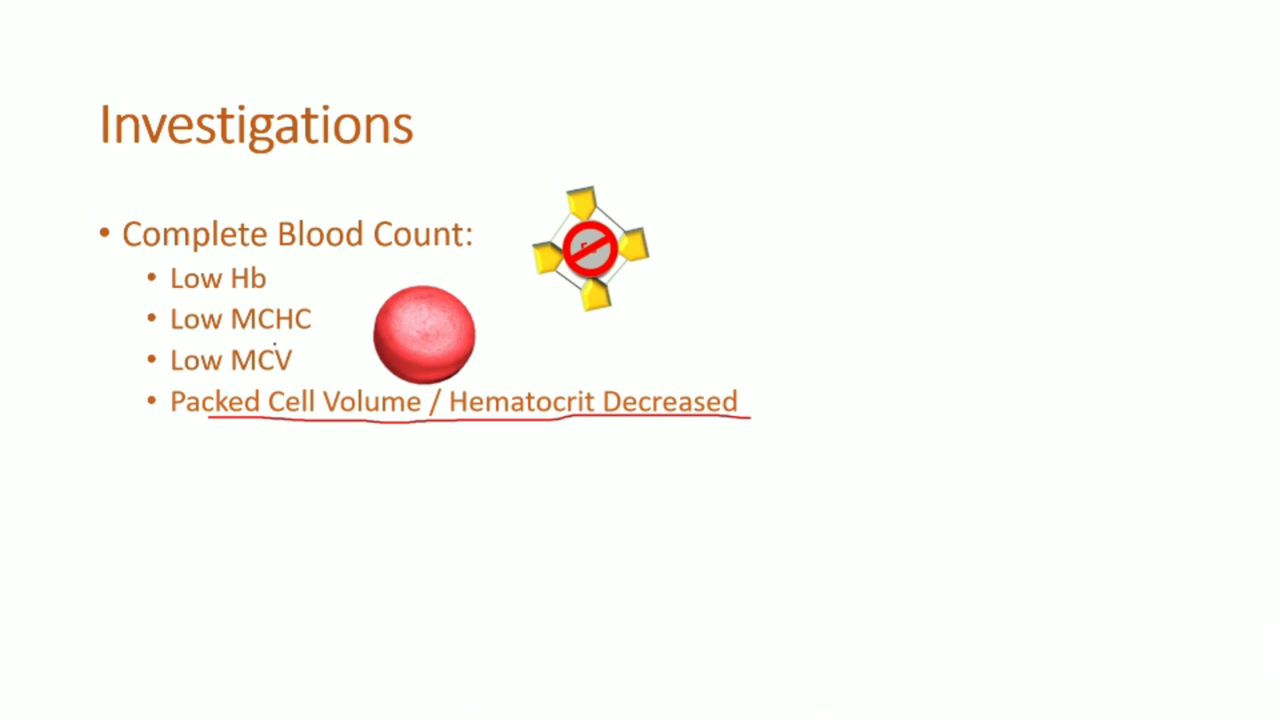 Investigations
• Complete Blood Count:
• Low Hb
• Low MCHC
• Low MCV
• Packed Cell Volume / Hematocrit Decreased